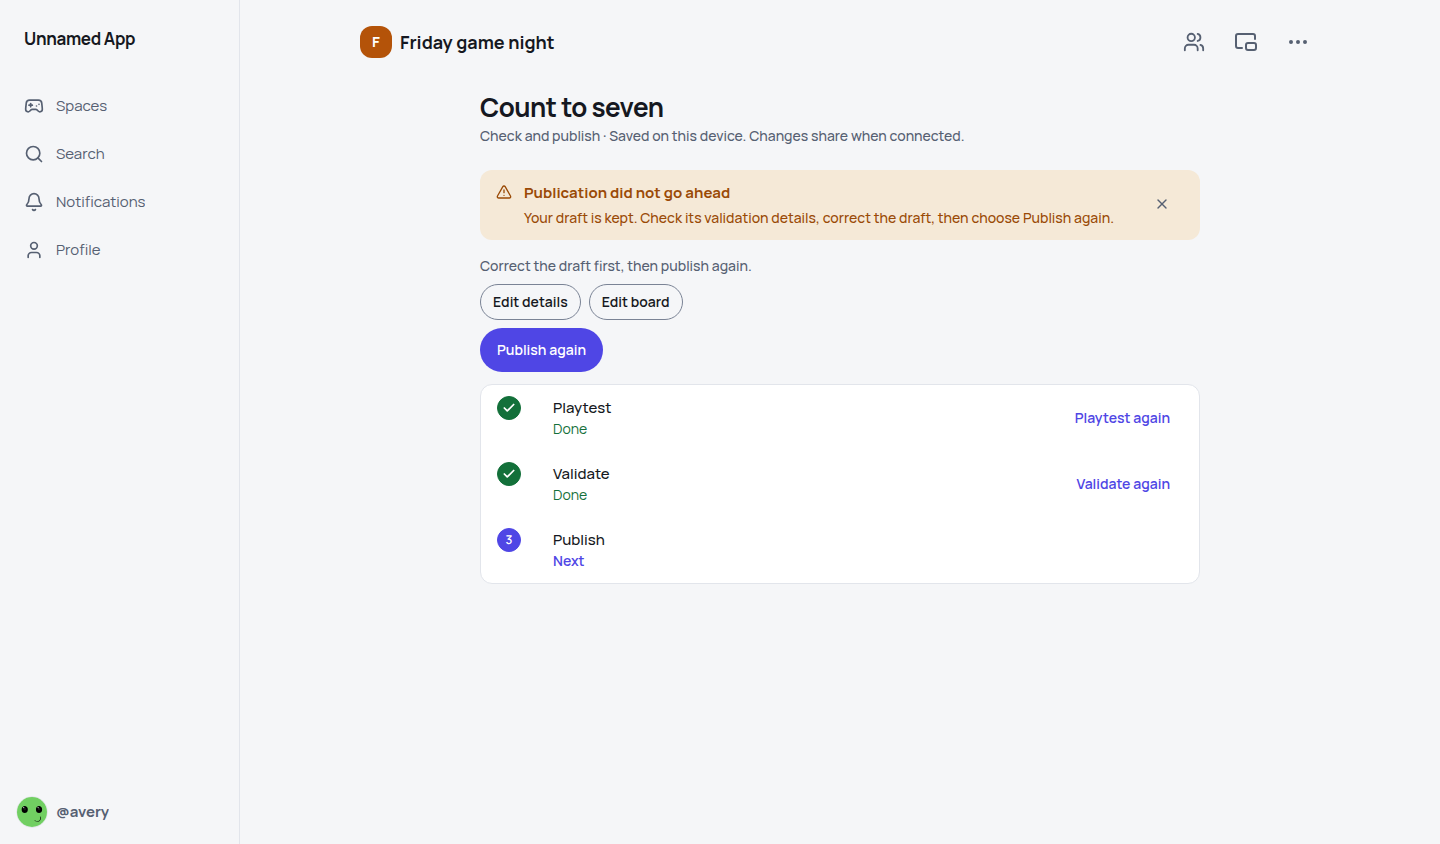 Unnamed App
Spaces
Search
Notifications
Profile
@avery
F Friday game night
Count to seven
Check and publish · Saved on this device. Changes share when connected.
Publication did not go ahead
Your draft is kept. Check its validation details, correct the draft, then choose Publish again.
Correct the draft first, then publish again.
Edit details Edit board
Publish again
Playtest
Done
Playtest again
Validate
Done
Validate again
3 Publish
Next